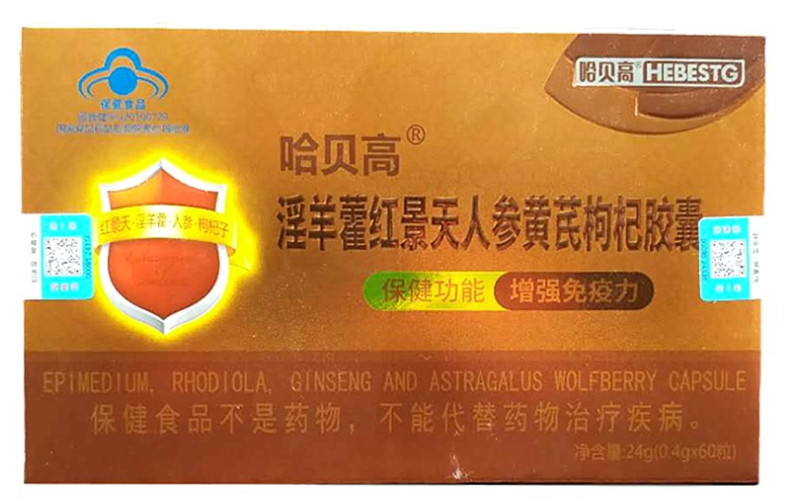 哈贝高® HEBESTG
保健食品
哈贝高®
淫羊藿红景天人参黄芪枸杞胶囊
红景天·淫羊藿·人参·枸杞子
保健功能 增强免疫力
EPIMEDIUM, RHODIOLA, GINSENG AND ASTRAGALUS WOLFBERRY CAPSULE
保健食品不是药物，不能代替药物治疗疾病。
净含量:24g(0.4g×60粒)